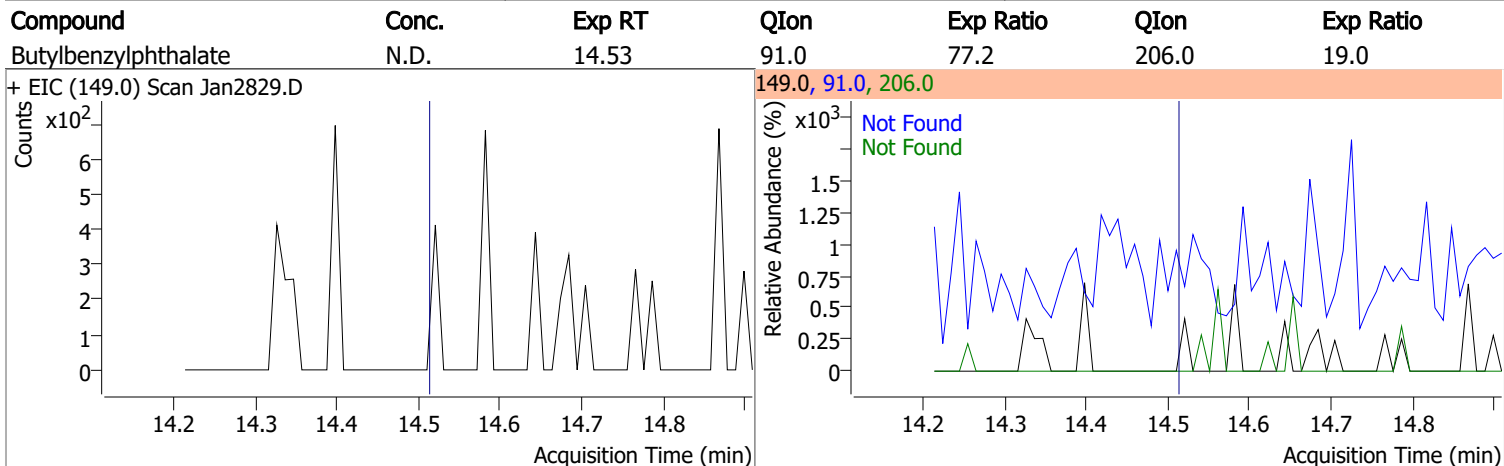 Compound Conc. Exp RT QIon Exp Ratio QIon Exp Ratio
Butylbenzylphthalate N.D. 14.53 91.0 77.2 206.0 19.0
+ EIC (149.0) Scan Jan2829.D
Counts
x10²
6
5
4
3
2
1
0
14.2 14.3 14.4 14.5 14.6 14.7 14.8
Acquisition Time (min)
149.0, 91.0, 206.0
Relative Abundance (%)
x10³
Not Found
Not Found
1.5
1.25
1
0.75
0.5
0.25
0
14.2 14.3 14.4 14.5 14.6 14.7 14.8
Acquisition Time (min)